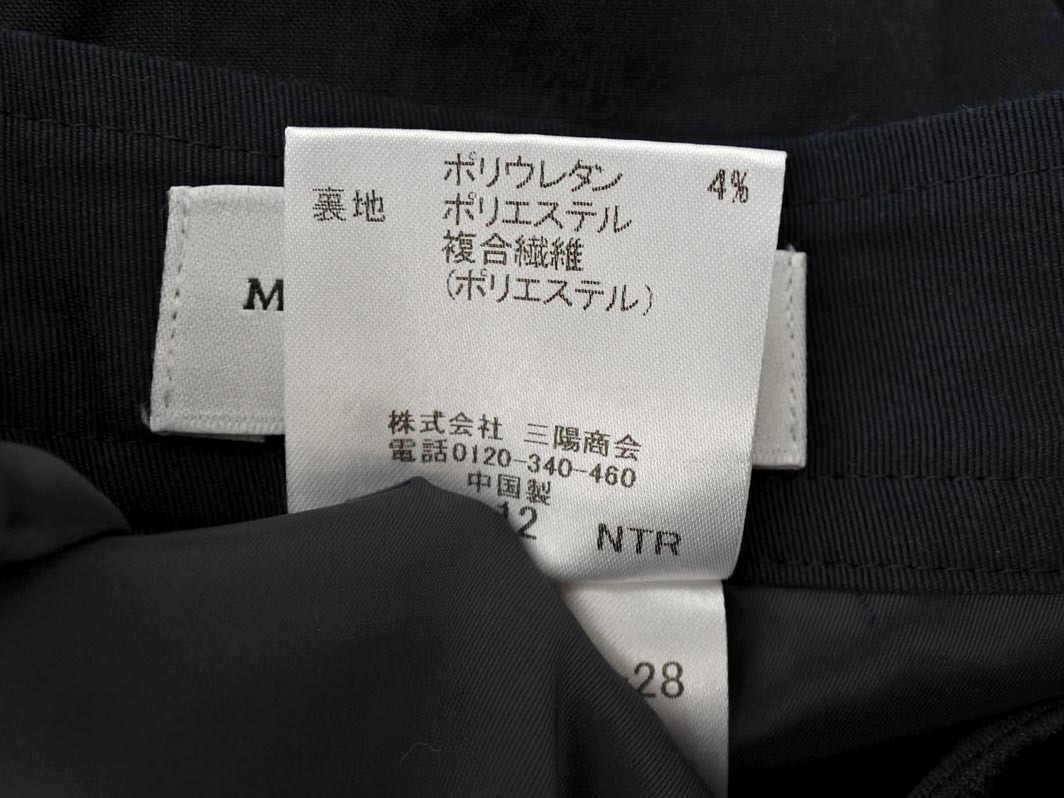 ポリウレタン 4%
裏地 ポリエステル
複合繊維
(ポリエステル)
M
株式会社 三陽商会
電話0120-340-460
中国製
12 NTR
-28